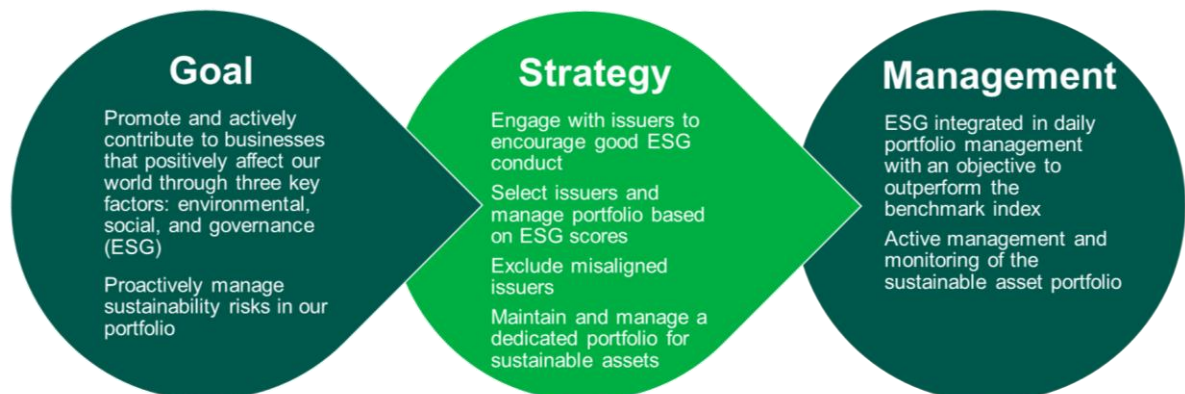 Goal
Promote and actively
contribute to businesses
that positively affect our
world through three key
factors: environmental,
social, and governance
(ESG)
Proactively manage
sustainability risks in our
portfolio
Strategy
Engage with issuers to
encourage good ESG
conduct
Select issuers and
manage portfolio based
on ESG scores
Exclude misaligned
issuers
Maintain and manage a
dedicated portfolio for
sustainable assets
Management
ESG integrated in daily
portfolio management
with an objective to
outperform the
benchmark index
Active management and
monitoring of the
sustainable asset portfolio